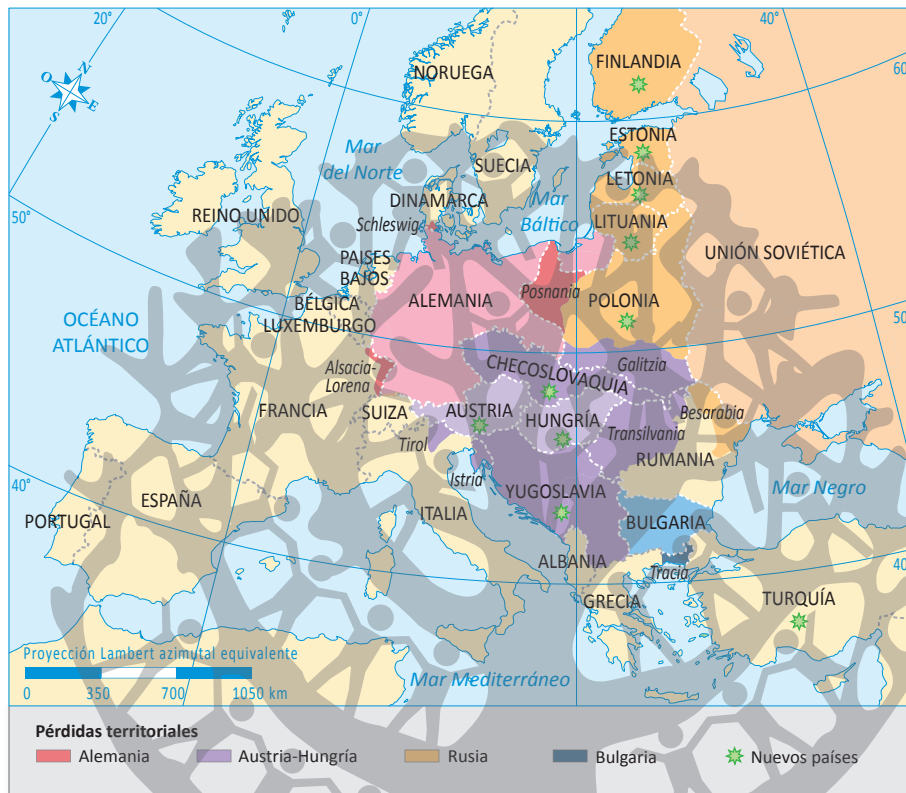 20°
0°
40°
60
N
O
E
S
NORUEGA
FINLANDIA
ESTONIA
Mar
del Norte
SUECIA
LETONIA
DINAMARCA
Mar
Báltico
LITUANIA
50°
REINO UNIDO
Schleswig
UNIÓN SOVIÉTICA
PAISES
BAJOS
ALEMANIA
Posnania
POLONIA
BÉLGICA
LUXEMBURGO
OCÉANO
ATLÁNTICO
50
CHECOSLOVAQUIA
Galitzia
Alsacia-
Lorena
FRANCIA
SUIZA
AUSTRIA
HUNGRÍA
Besarabia
Transilvania
Tirol
RUMANIA
40°
Istria
YUGOSLAVIA
Mar Negro
ESPAÑA
PORTUGAL
ITALIA
BULGARIA
ALBANIA
Tracia
40
GRECIA
TURQUÍA
Proyección Lambert azimutal equivalente
0 350 700 1050 km
Mar Mediterráneo
Pérdidas territoriales
Alemania
Austria-Hungría
Rusia
Bulgaria
Nuevos países